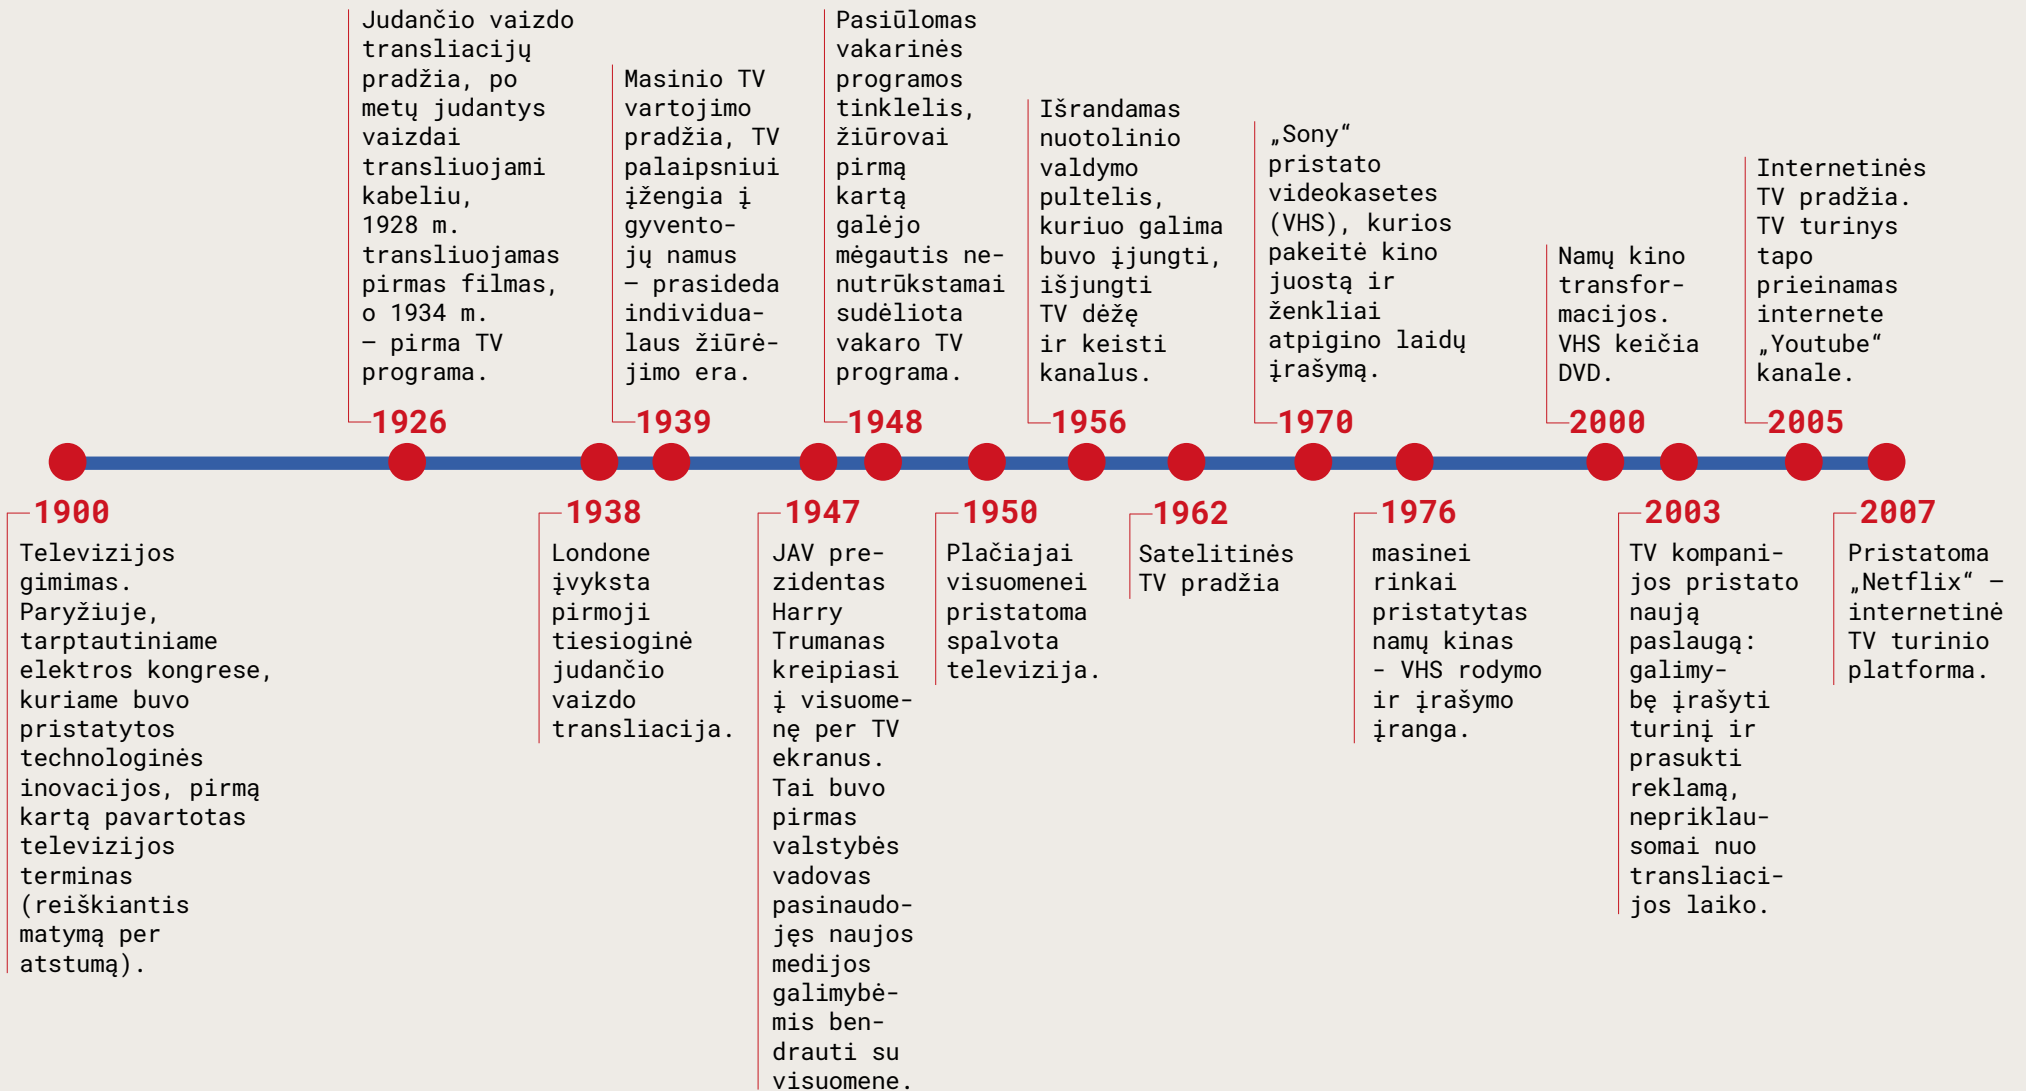 Judančio vaizdo
transliacijų
pradžia, po
metų judantys
vaizdai
transliuojami
kabeliu,
1928 m.
transliuojamas
pirmas filmas,
o 1934 m.
– pirma TV
programa.
1926
Masinio TV
vartojimo
pradžia, TV
palaipsniui
įžengia į
gyvento-
jų namus
– prasideda
individua-
laus žiūrė-
jimo era.
1939
Pasiūlomas
vakarinės
programos
tinklelis,
žiūrovai
pirmą
kartą
galėjo
mėgautis ne-
nutrūkstamai
sudėliota
vakaro TV
programa.
1948
Išrandamas
nuotolinio
valdymo
pultelis,
kuriuo galima
buvo įjungti,
išjungti
TV dėžę
ir keisti
kanalus.
1956
„Sony“
pristato
videokasetes
(VHS), kurios
pakeitė kino
juostą ir
ženkliai
atpigino laidų
įrašymą.
1970
Namų kino
transfor-
macijos.
VHS keičia
DVD.
2000
Internetinės
TV pradžia.
TV turinys
tapo
prieinamas
internete
„Youtube“
kanale.
2005
1900
Televizijos
gimimas.
Paryžiuje,
tarptautiniame
elektros kongrese,
kuriame buvo
pristatytos
technologinės
inovacijos, pirmą
kartą pavartotas
televizijos
terminas
(reiškiantis
matymą per
atstumą).
1938
Londone
įvyksta
pirmoji
tiesioginė
judančio
vaizdo
transliacija.
1947
JAV pre-
zidentas
Harry
Trumanas
kreipiasi
į visuome-
nę per TV
ekranus.
Tai buvo
pirmas
valstybės
vadovas
pasinaudo-
jęs naujos
medijos
galimybė-
mis ben-
drauti su
visuomene.
1950
Plačiajai
visuomenei
pristatoma
spalvota
televizija.
1962
Satelitinės
TV pradžia
1976
masinei
rinkai
pristatytas
namų kinas
- VHS rodymo
ir įrašymo
įranga.
2003
TV kompani-
jos pristato
naują
paslaugą:
galimy-
bę įrašyti
turinį ir
prasukti
reklamą,
nepriklau-
somai nuo
transliaci-
jos laiko.
2007
Pristatoma
„Netflix“ –
internetinė
TV turinio
platforma.